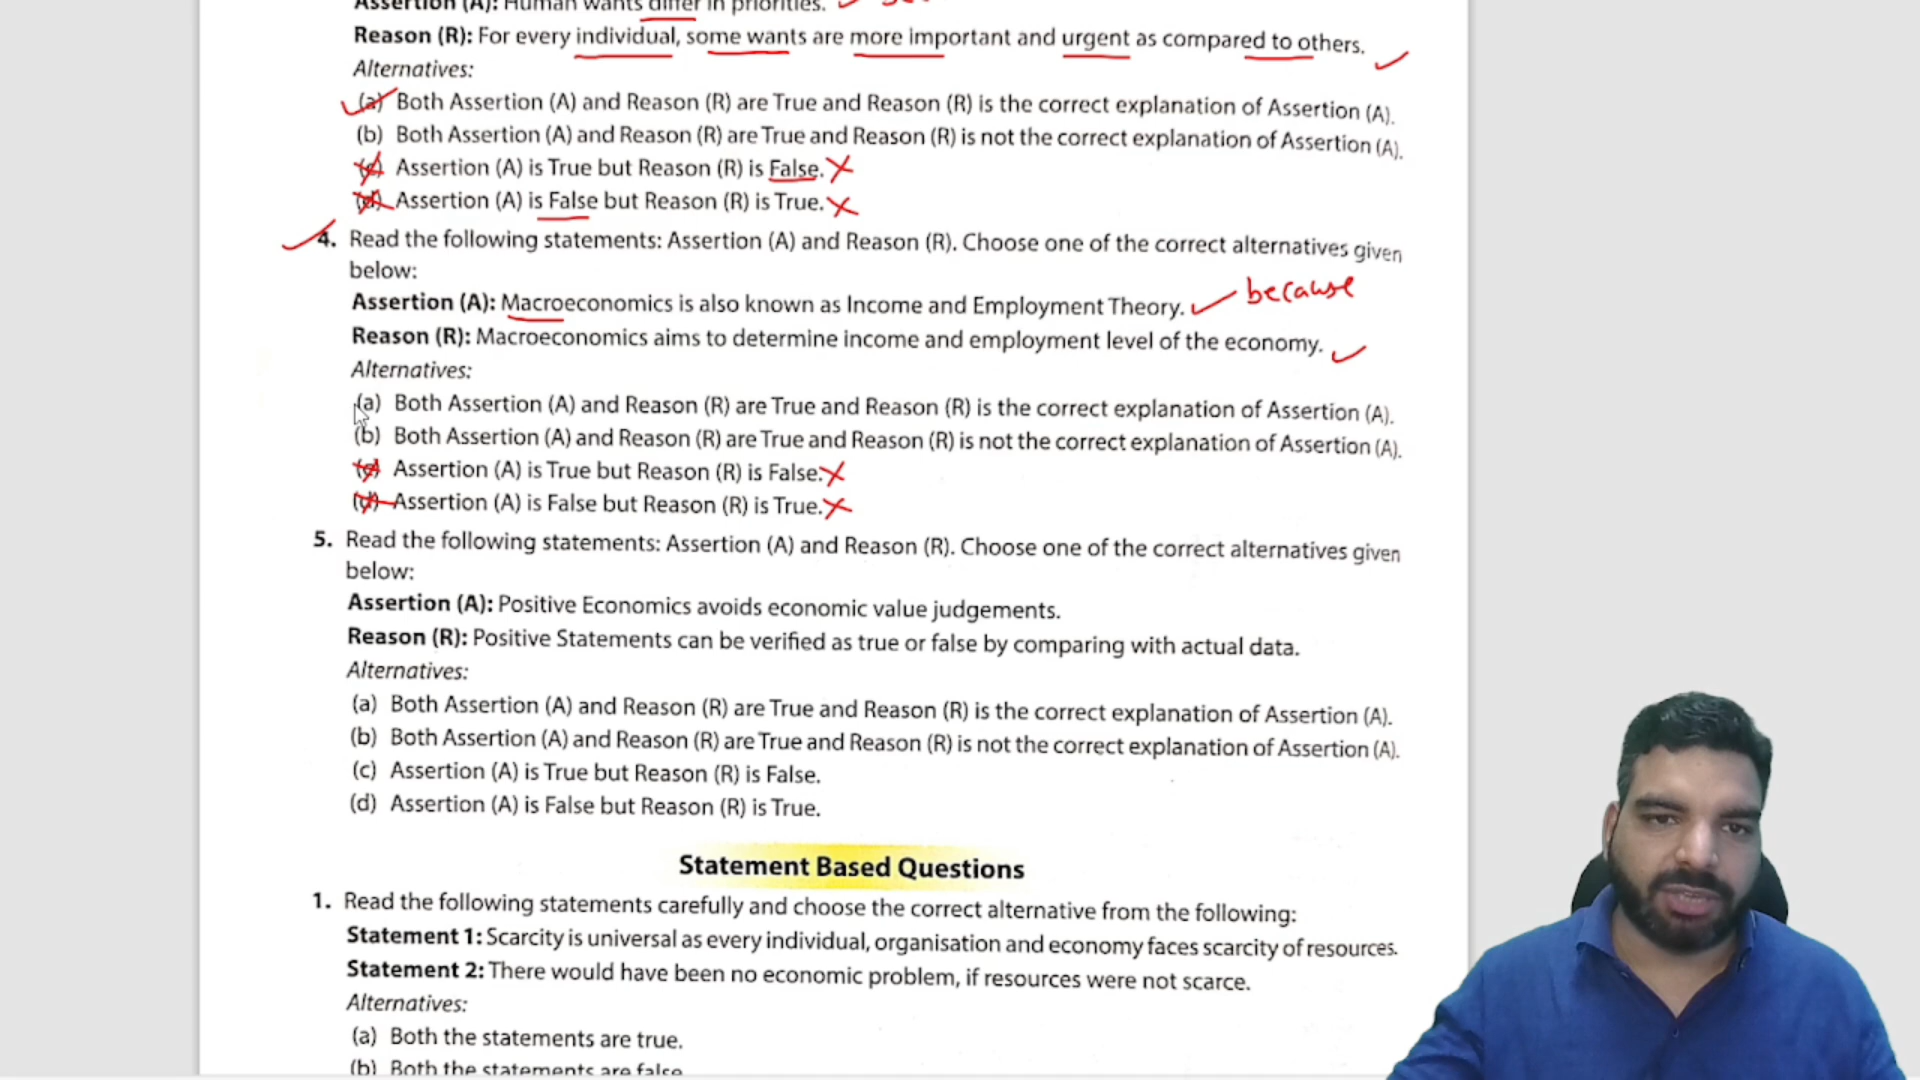 Assertion (A): Human wants differ in priorities.
Reason (R): For every individual, some wants are more important and urgent as compared to others.
Alternatives:
(a) Both Assertion (A) and Reason (R) are True and Reason (R) is the correct explanation of Assertion (A).
(b) Both Assertion (A) and Reason (R) are True and Reason (R) is not the correct explanation of Assertion (A).
(c) Assertion (A) is True but Reason (R) is False.
(d) Assertion (A) is False but Reason (R) is True.
4. Read the following statements: Assertion (A) and Reason (R). Choose one of the correct alternatives given
below:
Assertion (A): Macroeconomics is also known as Income and Employment Theory. because
Reason (R): Macroeconomics aims to determine income and employment level of the economy.
Alternatives:
(a) Both Assertion (A) and Reason (R) are True and Reason (R) is the correct explanation of Assertion (A).
(b) Both Assertion (A) and Reason (R) are True and Reason (R) is not the correct explanation of Assertion (A).
(c) Assertion (A) is True but Reason (R) is False.
(d) Assertion (A) is False but Reason (R) is True.
5. Read the following statements: Assertion (A) and Reason (R). Choose one of the correct alternatives given
below:
Assertion (A): Positive Economics avoids economic value judgements.
Reason (R): Positive Statements can be verified as true or false by comparing with actual data.
Alternatives:
(a) Both Assertion (A) and Reason (R) are True and Reason (R) is the correct explanation of Assertion (A).
(b) Both Assertion (A) and Reason (R) are True and Reason (R) is not the correct explanation of Assertion (A).
(c) Assertion (A) is True but Reason (R) is False.
(d) Assertion (A) is False but Reason (R) is True.
Statement Based Questions
1. Read the following statements carefully and choose the correct alternative from the following:
Statement 1: Scarcity is universal as every individual, organisation and economy faces scarcity of resources.
Statement 2: There would have been no economic problem, if resources were not scarce.
Alternatives:
(a) Both the statements are true.
(b) Both the statements are false